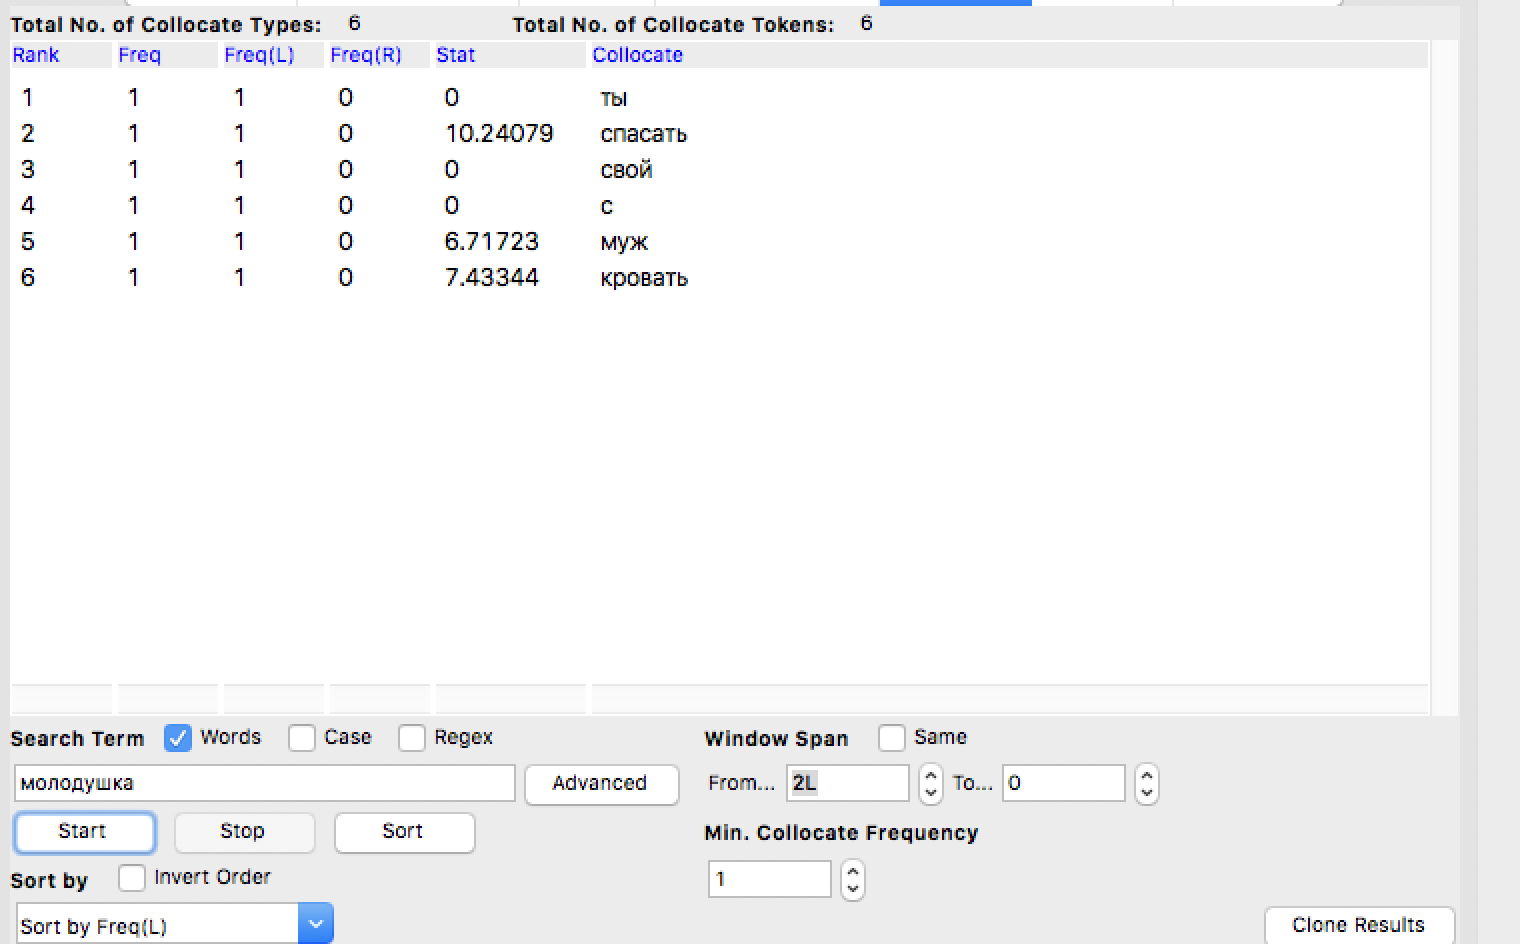 Total No. of Collocate Types: 6 Total No. of Collocate Tokens: 6
Rank Freq Freq(L) Freq(R) Stat Collocate
1 1 1 0 0 ты
2 1 1 0 10.24079 спасать
3 1 1 0 0 свой
4 1 1 0 0 с
5 1 1 0 6.71723 муж
6 1 1 0 7.43344 кровать
Search Term Words Case Regex Window Span Same
молодушка Advanced From... 2L To... 0
Start Stop Sort Min. Collocate Frequency
Sort by Invert Order 1
Sort by Freq(L) Clone Results